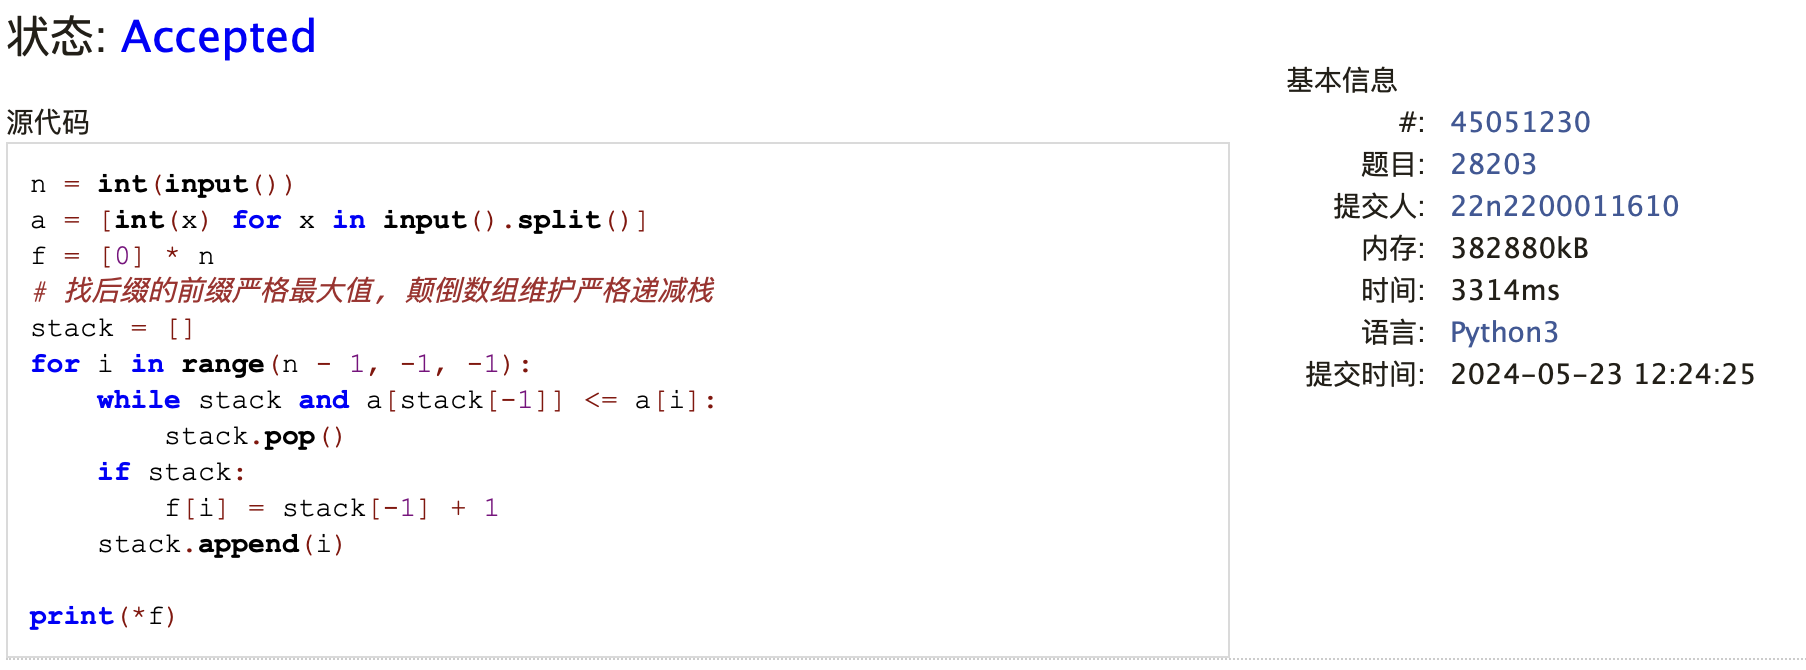 状态: Accepted
源代码
n = int(input())
a = [int(x) for x in input().split()]
f = [0] * n
# 找后缀的前缀严格最大值, 颠倒数组维护严格递减栈
stack = []
for i in range(n - 1, -1, -1):
    while stack and a[stack[-1]] <= a[i]:
        stack.pop()
    if stack:
        f[i] = stack[-1] + 1
    stack.append(i)

print(*f)
基本信息
#: 45051230
题目: 28203
提交人: 22n2200011610
内存: 382880kB
时间: 3314ms
语言: Python3
提交时间: 2024-05-23 12:24:25